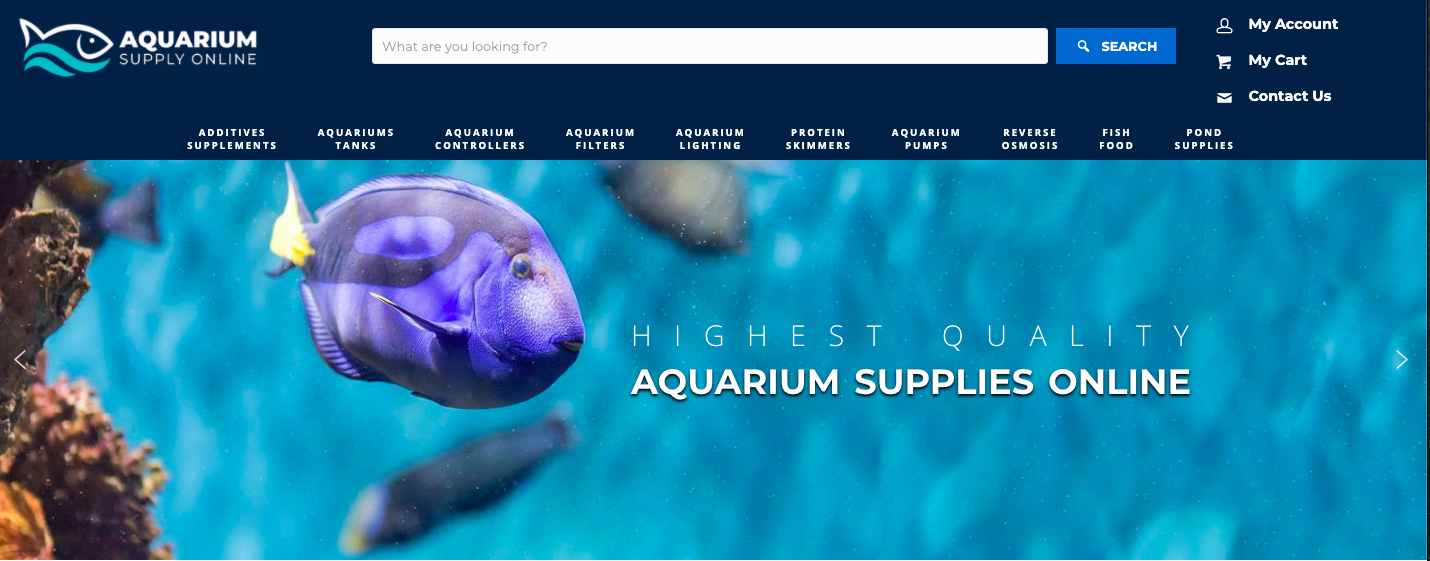 AQUARIUM
SUPPLY ONLINE
What are you looking for?
SEARCH
My Account
My Cart
Contact Us
ADDITIVES
SUPPLEMENTS
AQUARIUMS
TANKS
AQUARIUM
CONTROLLERS
AQUARIUM
FILTERS
AQUARIUM
LIGHTING
PROTEIN
SKIMMERS
AQUARIUM
PUMPS
REVERSE
OSMOSIS
FISH
FOOD
POND
SUPPLIES
HIGHEST QUALITY
AQUARIUM SUPPLIES ONLINE